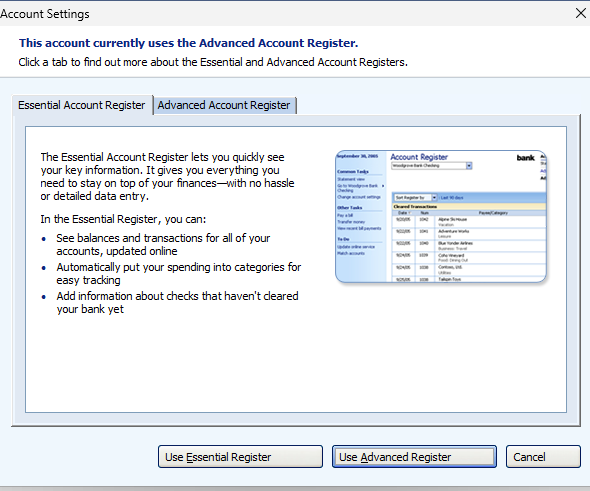 Account Settings
This account currently uses the Advanced Account Register.
Click a tab to find out more about the Essential and Advanced Account Registers.
Essential Account Register
Advanced Account Register
The Essential Account Register lets you quickly see
your key information. It gives you everything you
need to stay on top of your finances—with no hassle
or detailed data entry.
In the Essential Register, you can:
• See balances and transactions for all of your
accounts, updated online
• Automatically put your spending into categories for
easy tracking
• Add information about checks that haven't cleared
your bank yet
September 30, 2005
Common Tasks
Statement view
Go to Woodgrove Bank
Checking
Change account settings
Other Tasks
Pay a bill
Transfer money
View recent bill payments
To Do
Update online service
Match accounts
Account Register
bank
Woodgrove Bank Checking
Sort Register by
Last 90 days
Cleared Transactions
Date Num Payee/Category
9/23/05 1042 Alpine Ski House
Vacation
9/22/05 1041 Adventure Works
Leisure
9/22/05 1040 Blue Yonder Airlines
Business: Travel
9/24/05 1039 Coho Vineyard
Food: Dining Out
9/24/05 1038 Contoso, Ltd.
Utilities
9/25/05 1036 Tailspin Toys
Use Essential Register
Use Advanced Register
Cancel